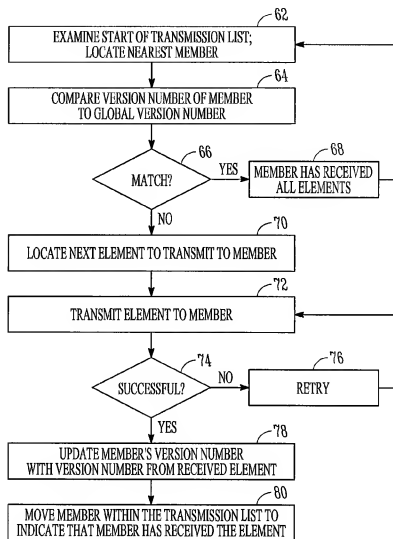 62
EXAMINE START OF TRANSMISSION LIST;
LOCATE NEAREST MEMBER
64
COMPARE VERSION NUMBER OF MEMBER
TO GLOBAL VERSION NUMBER
66
MATCH?
YES
68
MEMBER HAS RECEIVED
ALL ELEMENTS
NO
70
LOCATE NEXT ELEMENT TO TRANSMIT TO MEMBER
72
TRANSMIT ELEMENT TO MEMBER
74
SUCCESSFUL?
NO
76
RETRY
YES
78
UPDATE MEMBER'S VERSION NUMBER
WITH VERSION NUMBER FROM RECEIVED ELEMENT
80
MOVE MEMBER WITHIN THE TRANSMISSION LIST TO
INDICATE THAT MEMBER HAS RECEIVED THE ELEMENT